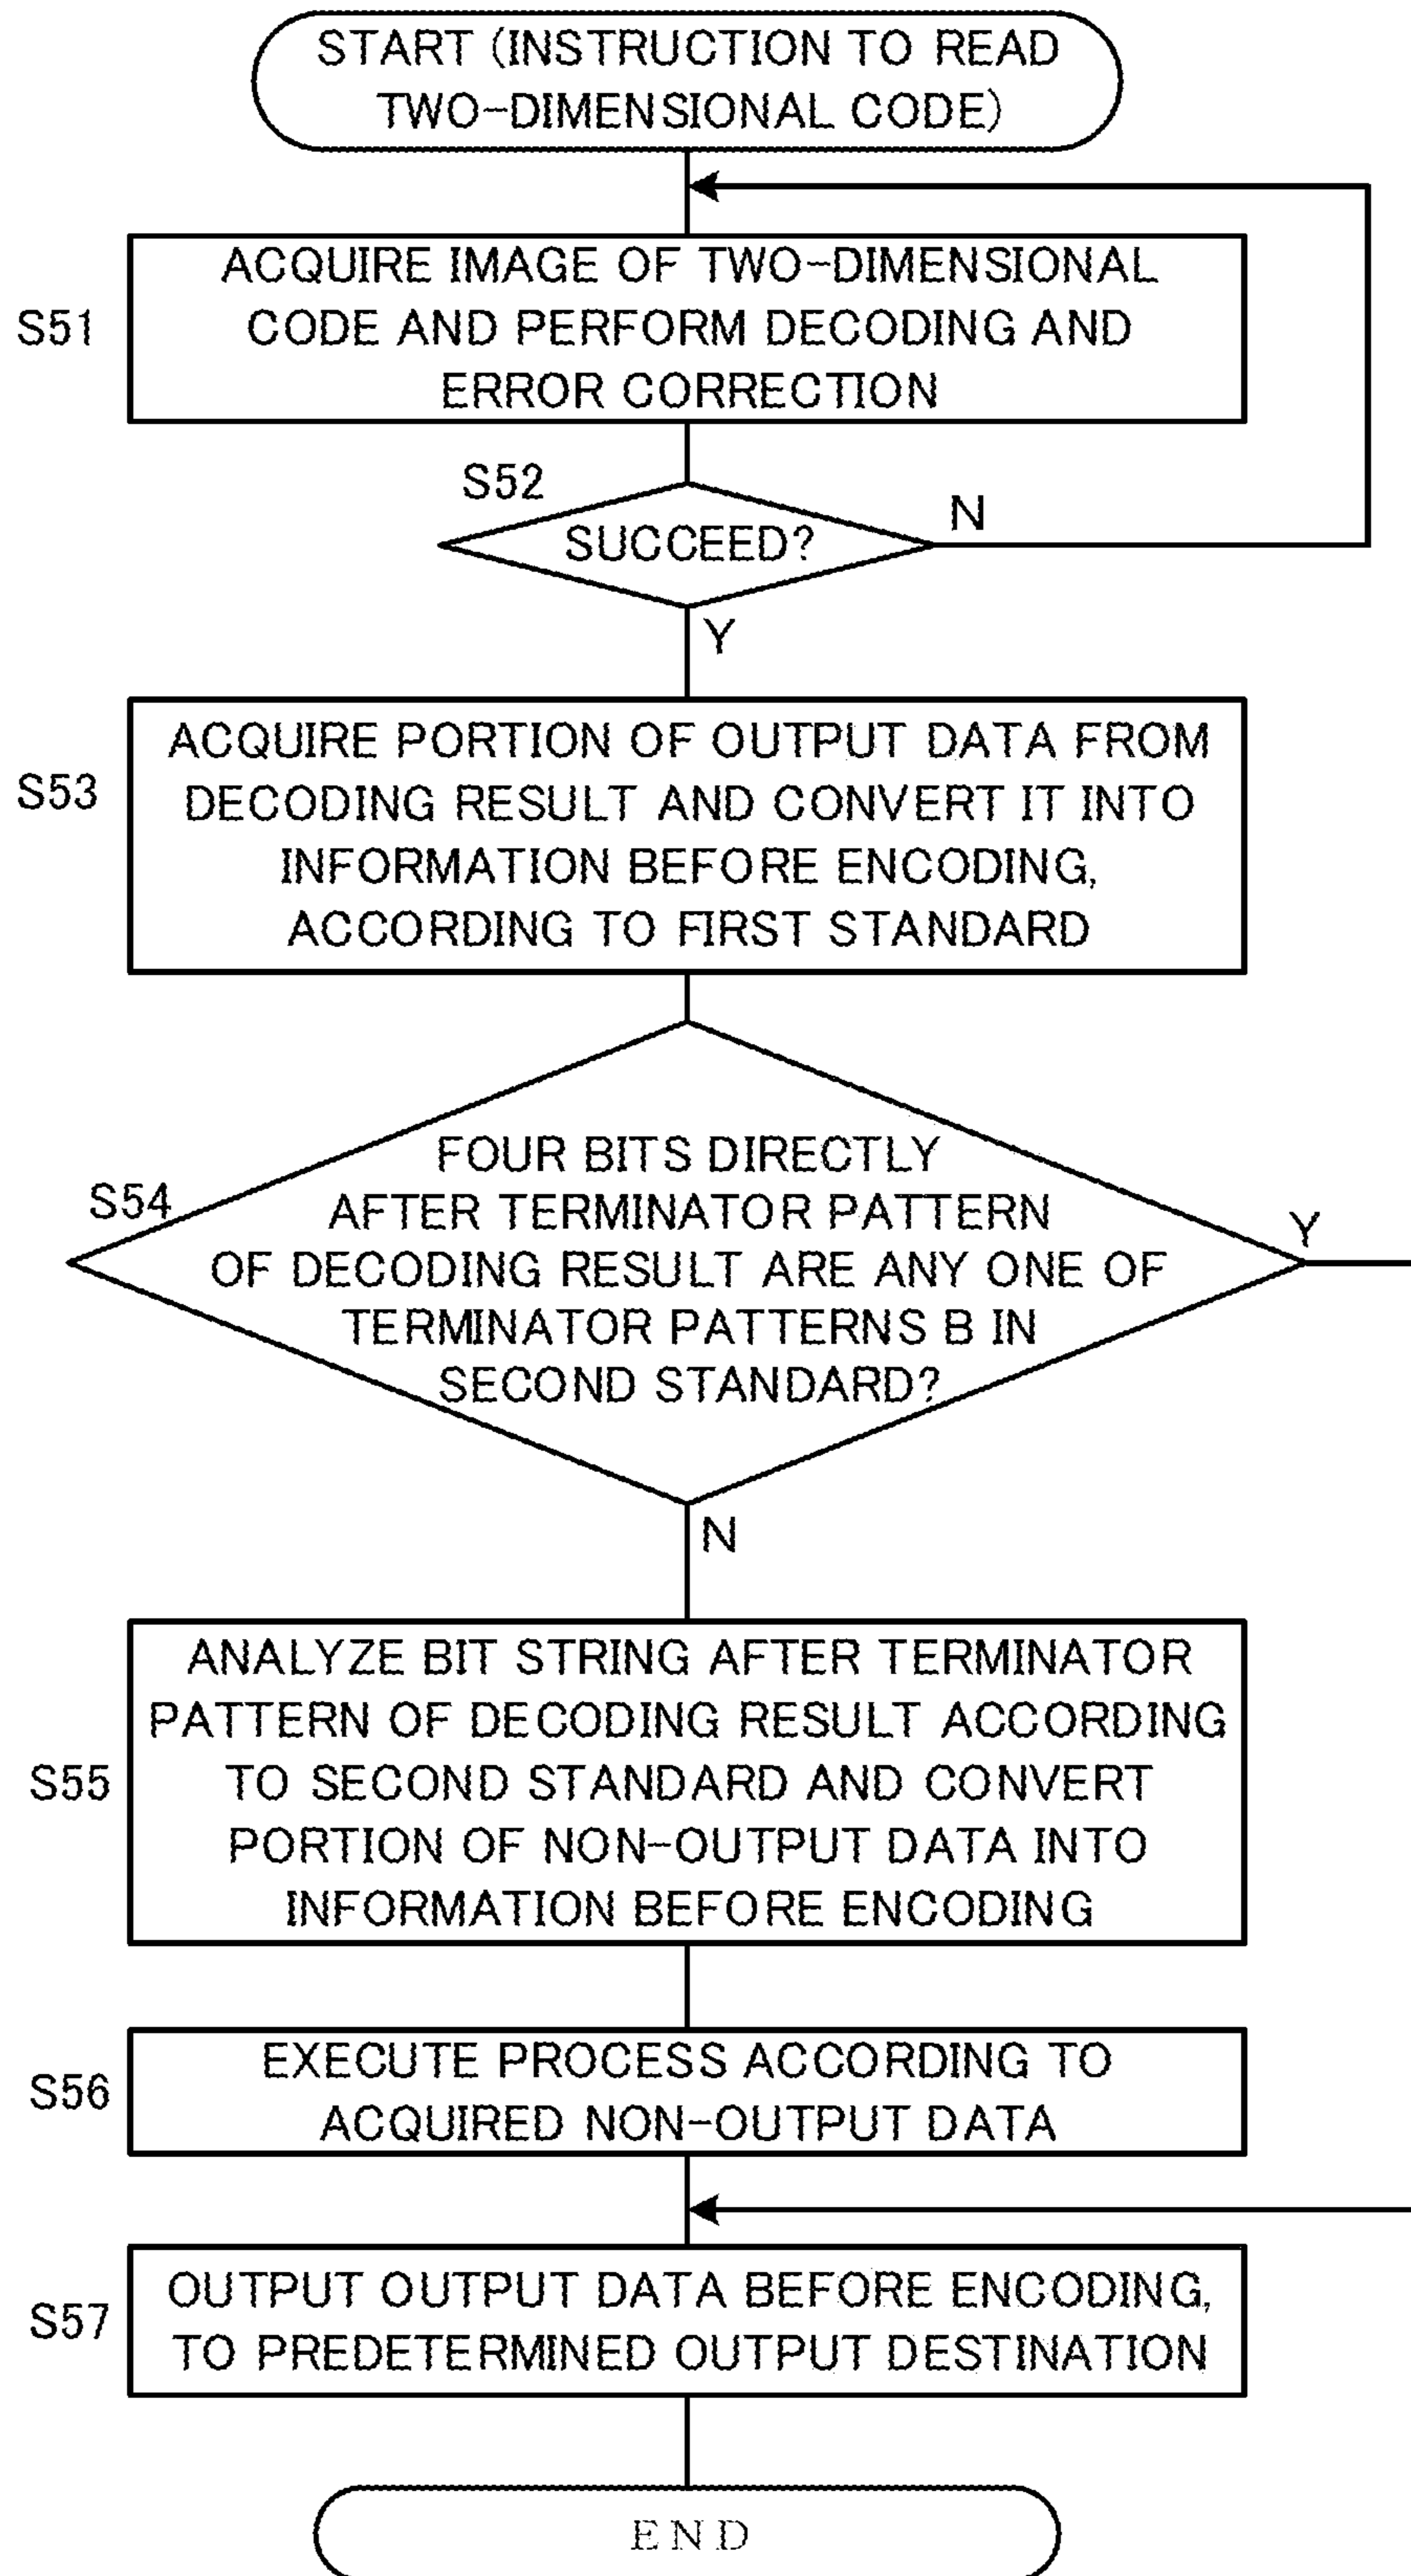 START (INSTRUCTION TO READ
TWO-DIMENSIONAL CODE)
S51
ACQUIRE IMAGE OF TWO-DIMENSIONAL
CODE AND PERFORM DECODING AND
ERROR CORRECTION
S52
SUCCEED?
N
Y
S53
ACQUIRE PORTION OF OUTPUT DATA FROM
DECODING RESULT AND CONVERT IT INTO
INFORMATION BEFORE ENCODING,
ACCORDING TO FIRST STANDARD
S54
FOUR BITS DIRECTLY
AFTER TERMINATOR PATTERN
OF DECODING RESULT ARE ANY ONE OF
TERMINATOR PATTERNS B IN
SECOND STANDARD?
Y
N
S55
ANALYZE BIT STRING AFTER TERMINATOR
PATTERN OF DECODING RESULT ACCORDING
TO SECOND STANDARD AND CONVERT
PORTION OF NON-OUTPUT DATA INTO
INFORMATION BEFORE ENCODING
S56
EXECUTE PROCESS ACCORDING TO
ACQUIRED NON-OUTPUT DATA
S57
OUTPUT OUTPUT DATA BEFORE ENCODING,
TO PREDETERMINED OUTPUT DESTINATION
END